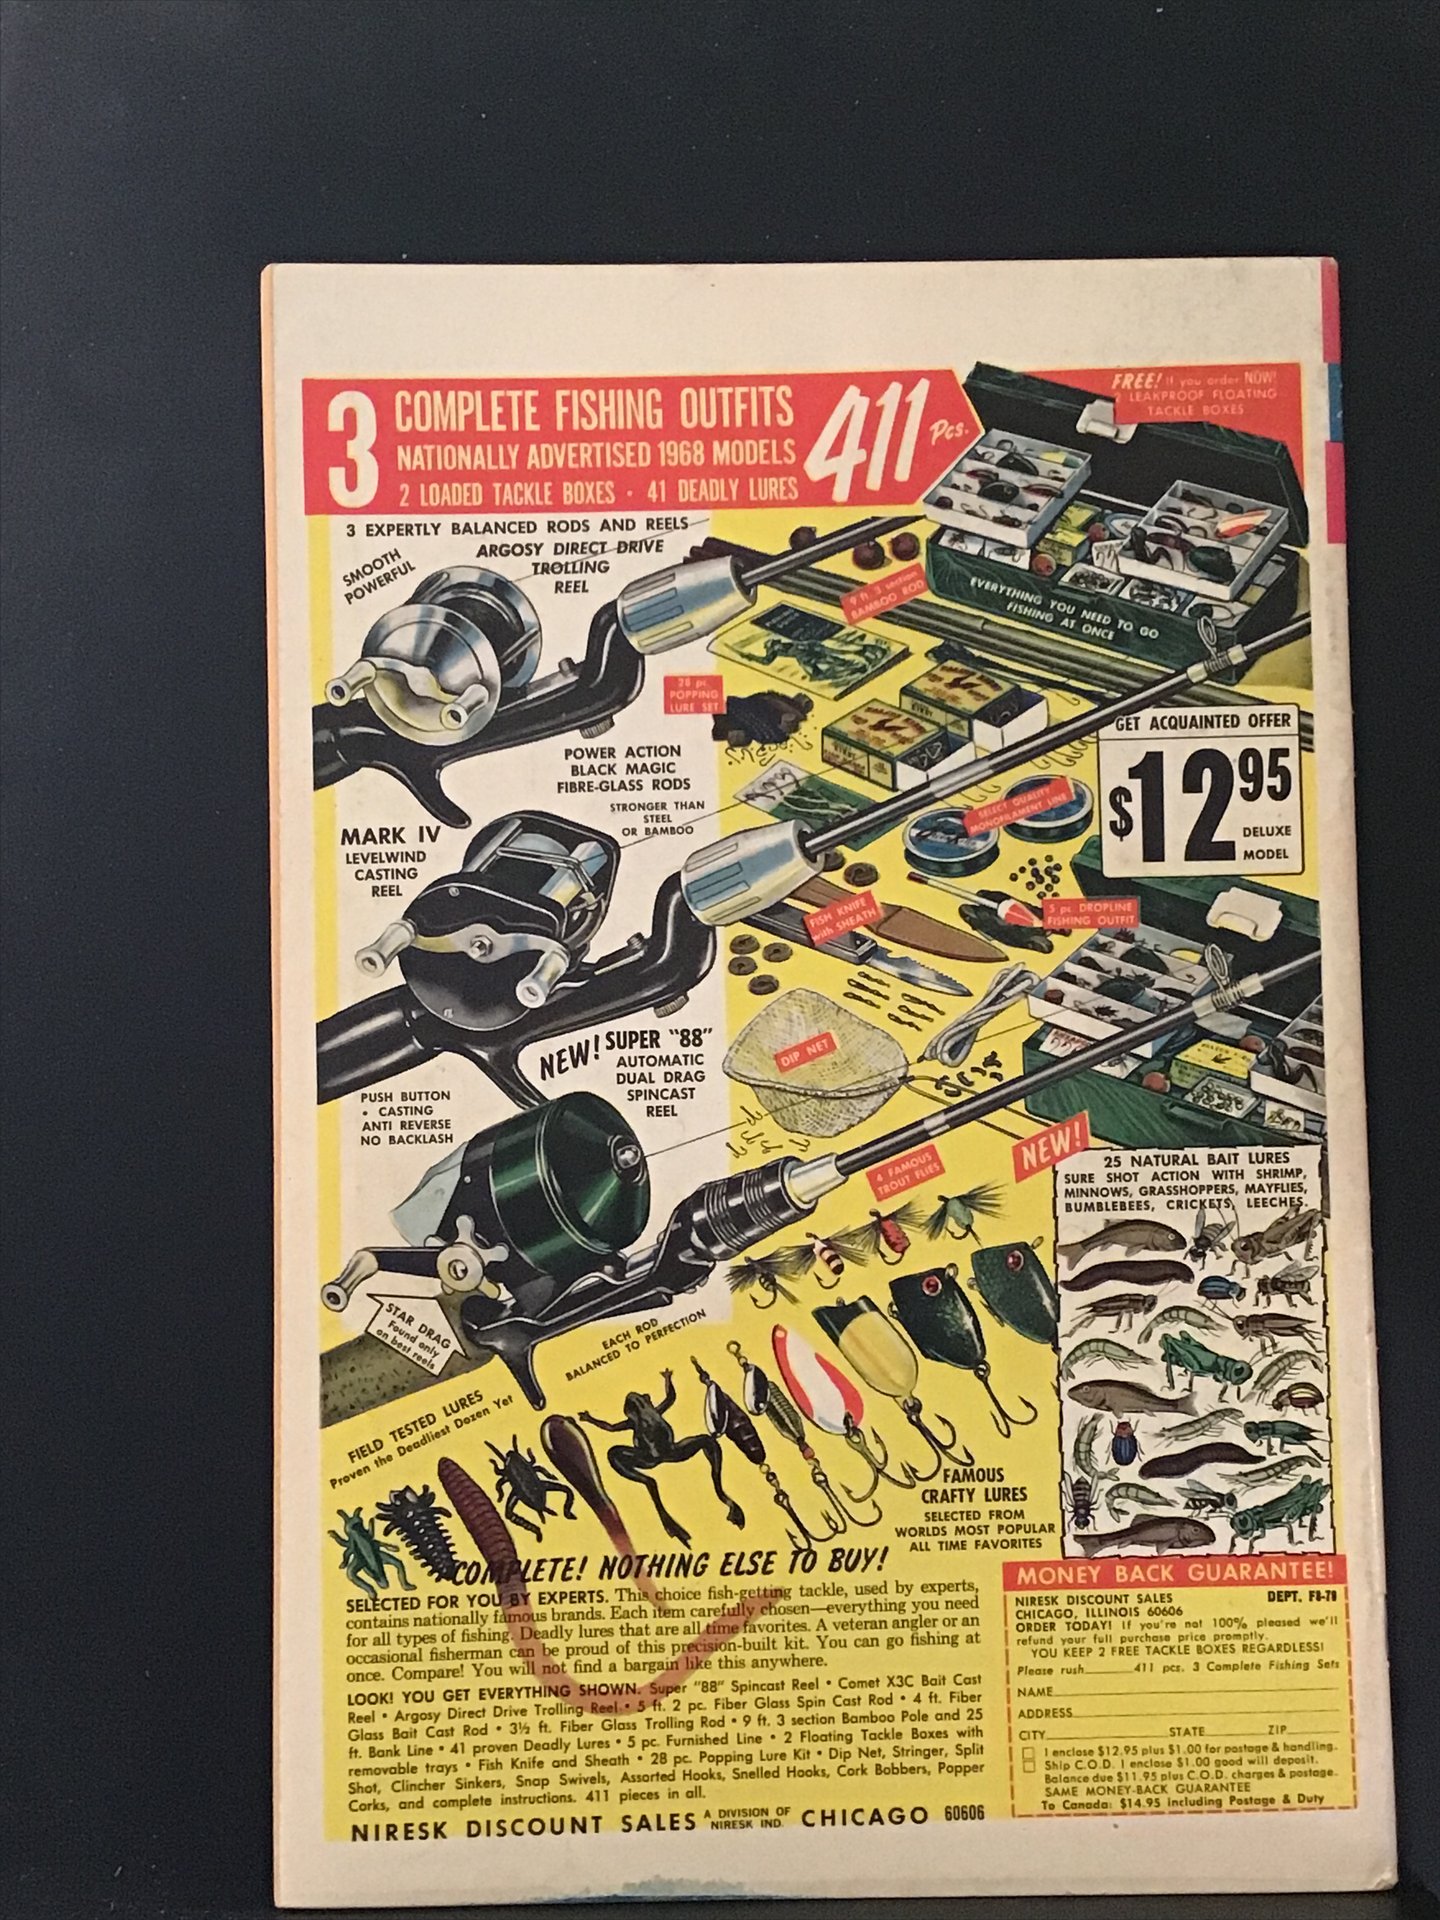 3
COMPLETE FISHING OUTFITS
NATIONALLY ADVERTISED 1968 MODELS
2 LOADED TACKLE BOXES • 41 DEADLY LURES
411 Pcs.
FREE! If you order NOW!
2 LEAKPROOF FLOATING
TACKLE BOXES
3 EXPERTLY BALANCED RODS AND REELS
SMOOTH
POWERFUL
ARGOSY DIRECT DRIVE
TROLLING
REEL
9 ft. 3 section
BAMBOO ROD
EVERYTHING YOU NEED TO GO
FISHING AT ONCE
28 pc.
POPPING
LURE SET
GET ACQUAINTED OFFER
$12.95
DELUXE
MODEL
POWER ACTION
BLACK MAGIC
FIBRE-GLASS RODS
STRONGER THAN
STEEL
OR BAMBOO
SELECT QUALITY
MONOFILAMENT LINE
MARK IV
LEVELWIND
CASTING
REEL
FISH KNIFE
with SHEATH
5 pc. DROPLINE
FISHING OUTFIT
DIP NET
NEW! SUPER "88"
AUTOMATIC
DUAL DRAG
SPINCAST
REEL
PUSH BUTTON
• CASTING
ANTI REVERSE
NO BACKLASH
4 FAMOUS
TROUT FLIES
NEW!
25 NATURAL BAIT LURES
SURE SHOT ACTION WITH SHRIMP,
MINNOWS, GRASSHOPPERS, MAYFLIES,
BUMBLEBEES, CRICKETS, LEECHES.
STAR DRAG
Found only
on best reels
EACH ROD
BALANCED TO PERFECTION
FIELD TESTED LURES
Proven the Deadliest Dozen Yet
FAMOUS
CRAFTY LURES
SELECTED FROM
WORLDS MOST POPULAR
ALL TIME FAVORITES
COMPLETE! NOTHING ELSE TO BUY!
SELECTED FOR YOU BY EXPERTS. This choice fish-getting tackle, used by experts,
contains nationally famous brands. Each item carefully chosen—everything you need
for all types of fishing. Deadly lures that are all time favorites. A veteran angler or an
occasional fisherman can be proud of this precision-built kit. You can go fishing at
once. Compare! You will not find a bargain like this anywhere.
LOOK! YOU GET EVERYTHING SHOWN. Super "88" Spincast Reel • Comet X3C Bait Cast
Reel • Argosy Direct Drive Trolling Reel • 5 ft. 2 pc. Fiber Glass Spin Cast Rod • 4 ft. Fiber
Glass Bait Cast Rod • 3½ ft. Fiber Glass Trolling Rod • 9 ft. 3 section Bamboo Pole and 25
ft. Bank Line • 41 proven Deadly Lures • 5 pc. Furnished Line • 2 Floating Tackle Boxes with
removable trays • Fish Knife and Sheath • 28 pc. Popping Lure Kit • Dip Net, Stringer, Split
Shot, Clincher Sinkers, Snap Swivels, Assorted Hooks, Snelled Hooks, Cork Bobbers, Popper
Corks, and complete instructions. 411 pieces in all.
NIRESK DISCOUNT SALES A DIVISION OF NIRESK IND. CHICAGO 60606
MONEY BACK GUARANTEE!
NIRESK DISCOUNT SALES DEPT. F8-78
CHICAGO, ILLINOIS 60606
ORDER TODAY! If you're not 100% pleased we'll
refund your full purchase price promptly.
YOU KEEP 2 FREE TACKLE BOXES REGARDLESS!
Please rush 411 pcs. 3 Complete Fishing Sets
NAME
ADDRESS
CITY STATE ZIP
I enclose $12.95 plus $1.00 for postage & handling.
Ship C.O.D. I enclose $1.00 good will deposit.
Balance due $11.95 plus C.O.D. charges & postage.
SAME MONEY-BACK GUARANTEE
To Canada: $14.95 Including Postage & Duty